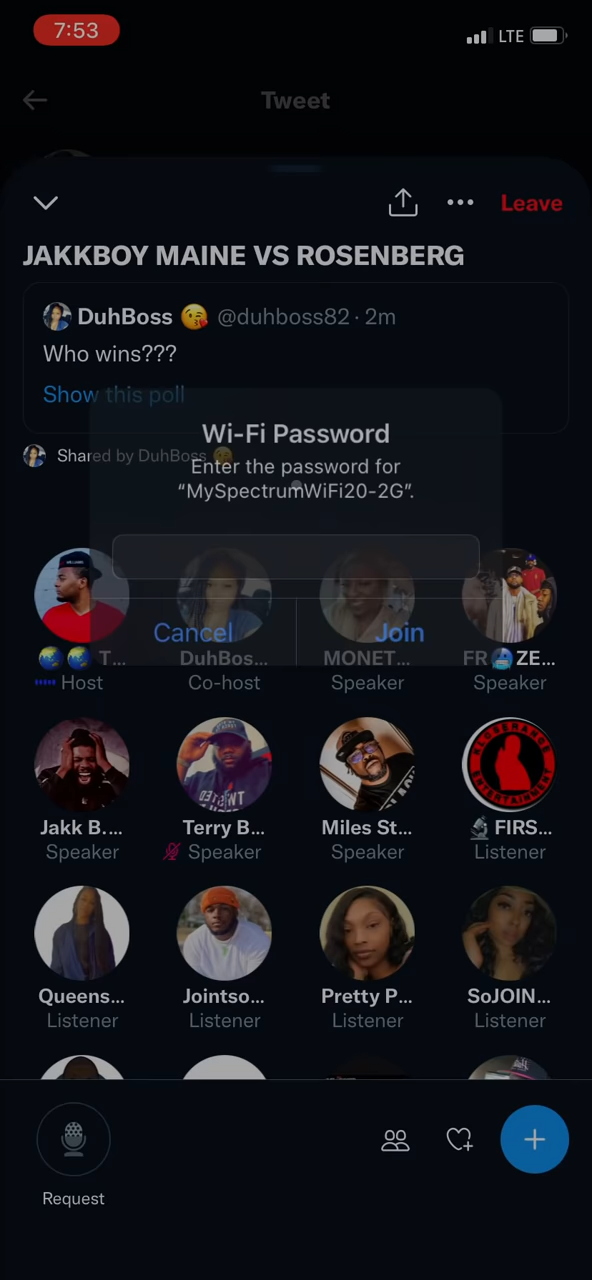 7:53
LTE
Tweet
Leave
JAKKBOY MAINE VS ROSENBERG
DuhBoss 😘 @duhboss82 · 2m
Who wins???
Show this poll
Shared by DuhBoss 😘
Wi-Fi Password
Enter the password for
“MySpectrumWiFi20-2G”.
Cancel
Join
🌏 🌏 T... DuhBos... MONET... FR🥶ZE...
Host Co-host Speaker Speaker
Jakk B.... Terry B... Miles St... 🔬 FIRS...
Speaker Speaker Speaker Listener
Queens... Jointso... Pretty P... SoJOIN...
Listener Listener Listener Listener
Request